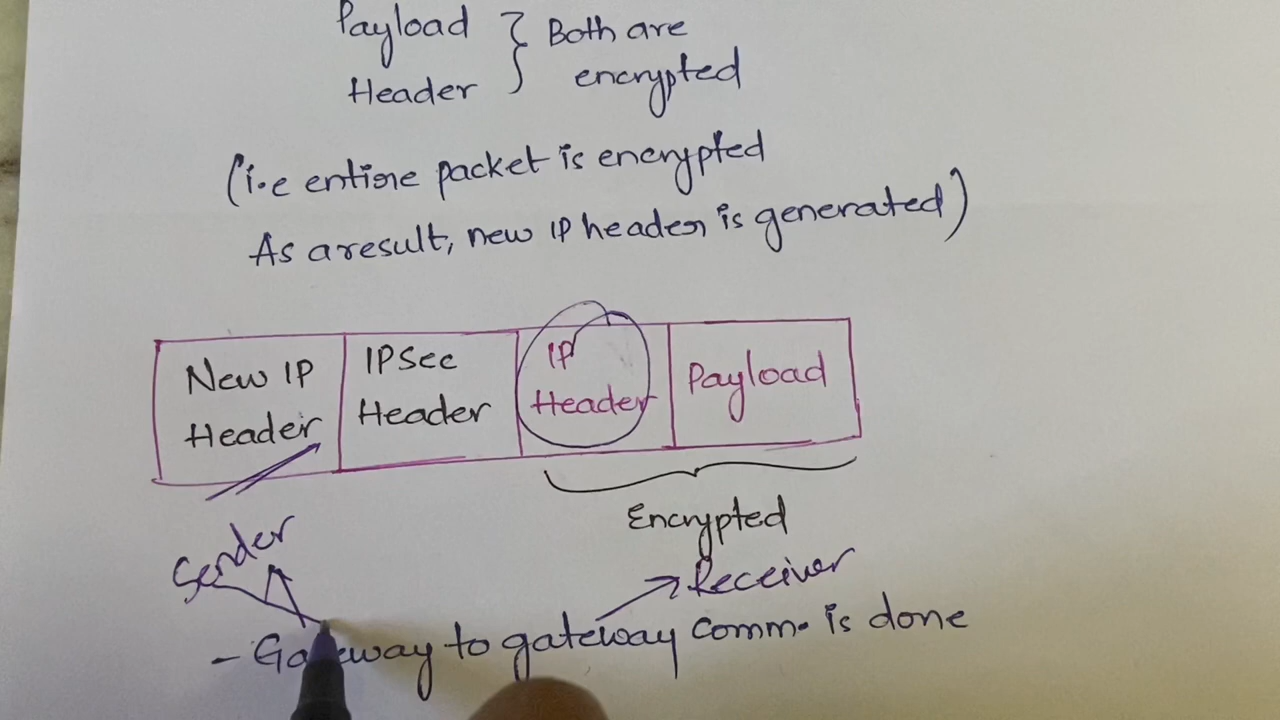 Payload } Both are
Header } encrypted
(i.e entire packet is encrypted
As a result, new IP header is generated)
New IP Header
IPSec Header
IP Header
Payload
Encrypted
Sender
Receiver
- Gateway to gateway comm. is done